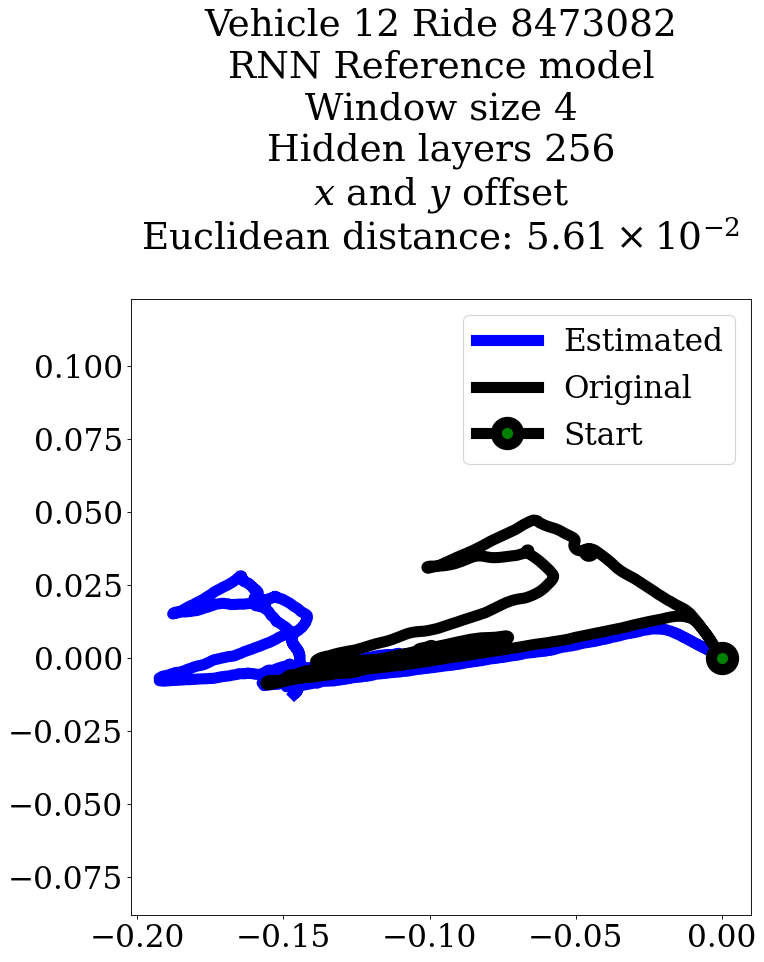 Vehicle 12 Ride 8473082
RNN Reference model
Window size 4
Hidden layers 256
x and y offset
Euclidean distance: 5.61 × 10⁻²
Estimated
Original
Start
0.100
0.075
0.050
0.025
0.000
−0.025
−0.050
−0.075
−0.20 −0.15 −0.10 −0.05 0.00